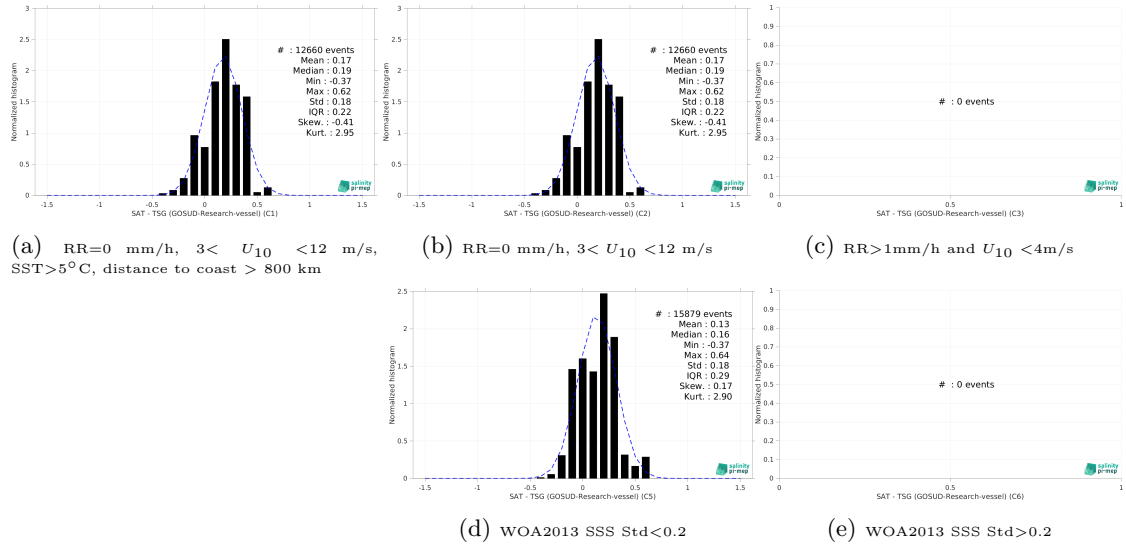 3
2.5
2
1.5
1
0.5
0
Normalized histogram
# : 12660 events
Mean : 0.17
Median : 0.19
Min : -0.37
Max : 0.62
Std : 0.18
IQR : 0.22
Skew. : -0.41
Kurt. : 2.95
salinity
pi-mep
-1.5 -1 -0.5 0 0.5 1 1.5
SAT - TSG (GOSUD-Research-vessel) (C1)
(a) RR=0 mm/h, 3< U10 <12 m/s,
SST>5°C, distance to coast > 800 km
3
2.5
2
1.5
1
0.5
0
Normalized histogram
# : 12660 events
Mean : 0.17
Median : 0.19
Min : -0.37
Max : 0.62
Std : 0.18
IQR : 0.22
Skew. : -0.41
Kurt. : 2.95
salinity
pi-mep
-1.5 -1 -0.5 0 0.5 1 1.5
SAT - TSG (GOSUD-Research-vessel) (C2)
(b) RR=0 mm/h, 3< U10 <12 m/s
1
0.9
0.8
0.7
0.6
0.5
0.4
0.3
0.2
0.1
0
Normalized histogram
# : 0 events
salinity
pi-mep
0 0.5 1
SAT - TSG (GOSUD-Research-vessel) (C3)
(c) RR>1mm/h and U10 <4m/s
2.5
2
1.5
1
0.5
0
Normalized histogram
# : 15879 events
Mean : 0.13
Median : 0.16
Min : -0.37
Max : 0.64
Std : 0.18
IQR : 0.29
Skew. : 0.17
Kurt. : 2.90
salinity
pi-mep
-1.5 -1 -0.5 0 0.5 1 1.5
SAT - TSG (GOSUD-Research-vessel) (C5)
(d) WOA2013 SSS Std<0.2
1
0.9
0.8
0.7
0.6
0.5
0.4
0.3
0.2
0.1
0
Normalized histogram
# : 0 events
salinity
pi-mep
0 0.5 1
SAT - TSG (GOSUD-Research-vessel) (C6)
(e) WOA2013 SSS Std>0.2